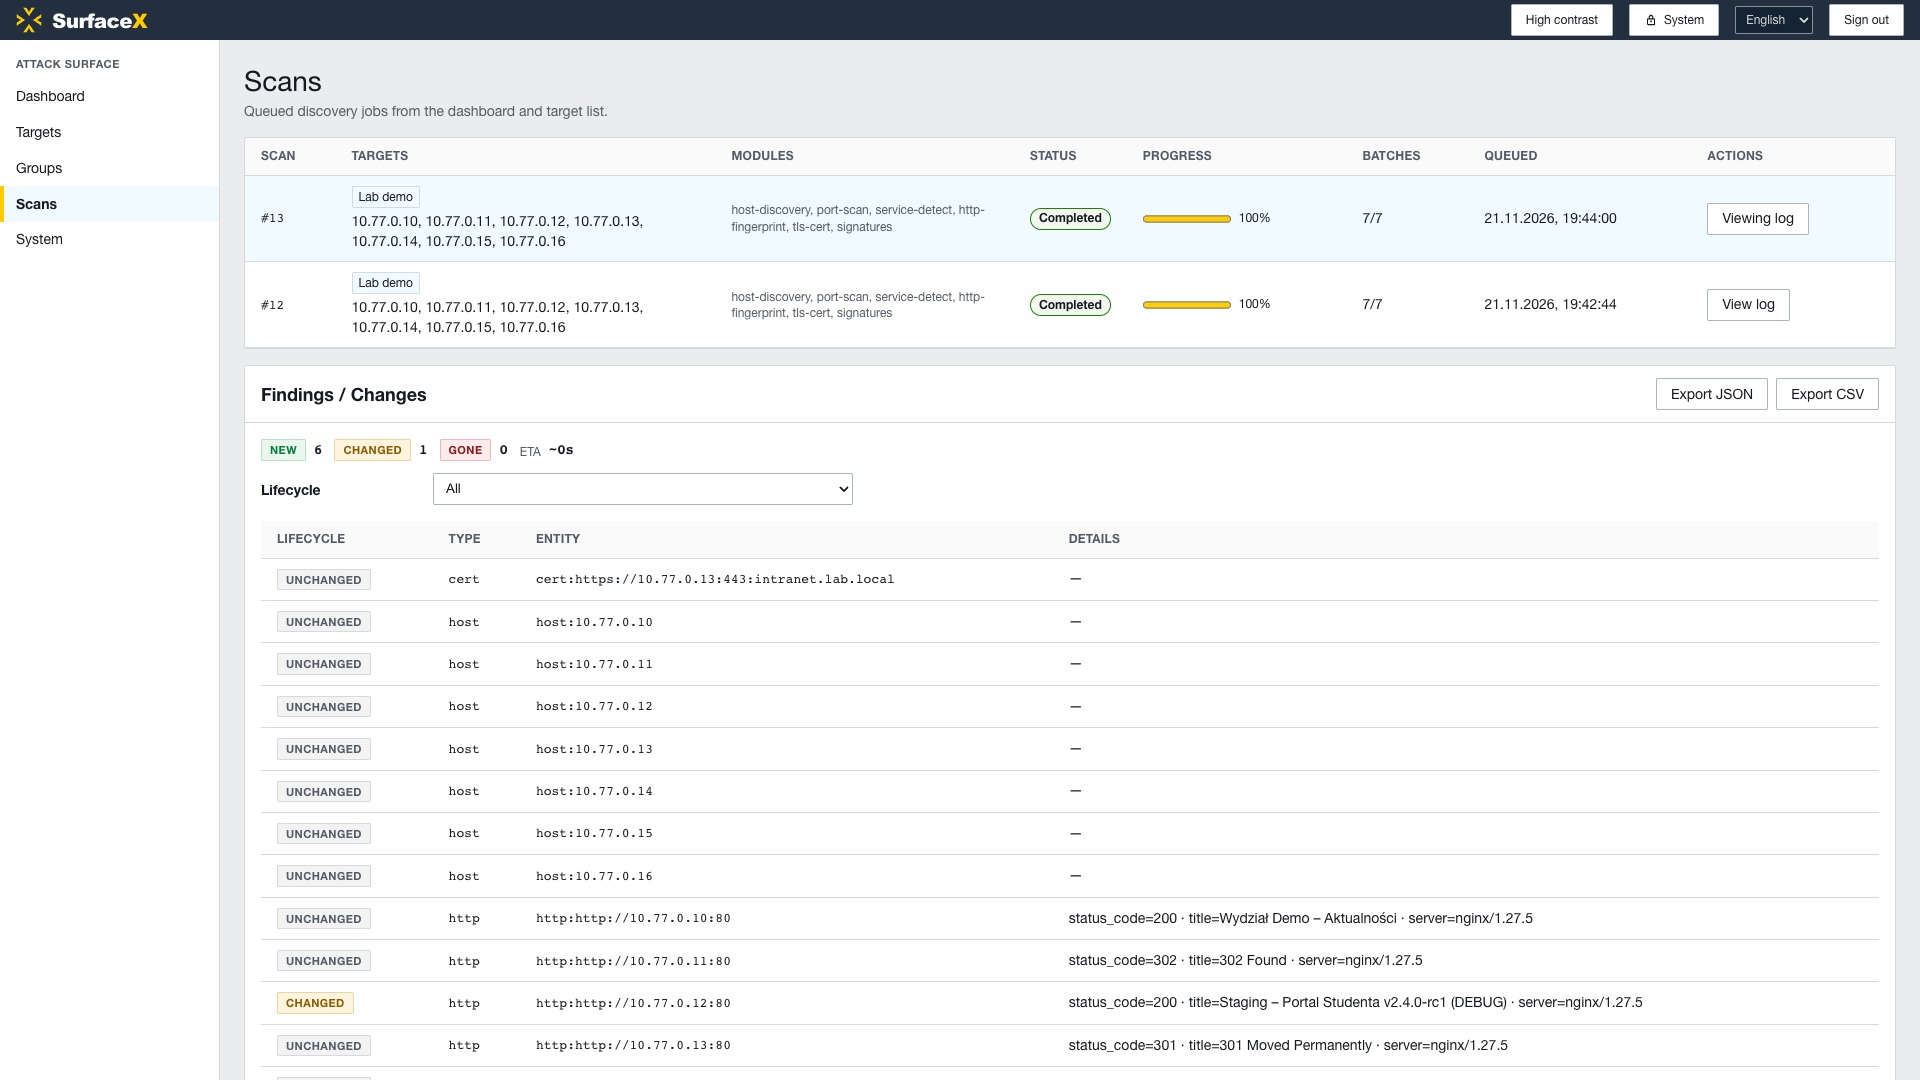 SurfaceX
High contrast
System
English
Sign out
ATTACK SURFACE
Dashboard
Targets
Groups
Scans
System
Scans
Queued discovery jobs from the dashboard and target list.
SCAN TARGETS MODULES STATUS PROGRESS BATCHES QUEUED ACTIONS
#13
Lab demo
10.77.0.10, 10.77.0.11, 10.77.0.12, 10.77.0.13,
10.77.0.14, 10.77.0.15, 10.77.0.16
host-discovery, port-scan, service-detect, http-
fingerprint, tls-cert, signatures
Completed
100%
7/7
21.11.2026, 19:44:00
Viewing log
#12
Lab demo
10.77.0.10, 10.77.0.11, 10.77.0.12, 10.77.0.13,
10.77.0.14, 10.77.0.15, 10.77.0.16
host-discovery, port-scan, service-detect, http-
fingerprint, tls-cert, signatures
Completed
100%
7/7
21.11.2026, 19:42:44
View log
Findings / Changes
Export JSON
Export CSV
NEW 6 CHANGED 1 GONE 0 ETA ~0s
Lifecycle
All
LIFECYCLE TYPE ENTITY DETAILS
UNCHANGED cert cert:https://10.77.0.13:443:intranet.lab.local —
UNCHANGED host host:10.77.0.10 —
UNCHANGED host host:10.77.0.11 —
UNCHANGED host host:10.77.0.12 —
UNCHANGED host host:10.77.0.13 —
UNCHANGED host host:10.77.0.14 —
UNCHANGED host host:10.77.0.15 —
UNCHANGED host host:10.77.0.16 —
UNCHANGED http http:http://10.77.0.10:80 status_code=200 · title=Wydział Demo – Aktualności · server=nginx/1.27.5
UNCHANGED http http:http://10.77.0.11:80 status_code=302 · title=302 Found · server=nginx/1.27.5
CHANGED http http:http://10.77.0.12:80 status_code=200 · title=Staging – Portal Studenta v2.4.0-rc1 (DEBUG) · server=nginx/1.27.5
UNCHANGED http http:http://10.77.0.13:80 status_code=301 · title=301 Moved Permanently · server=nginx/1.27.5